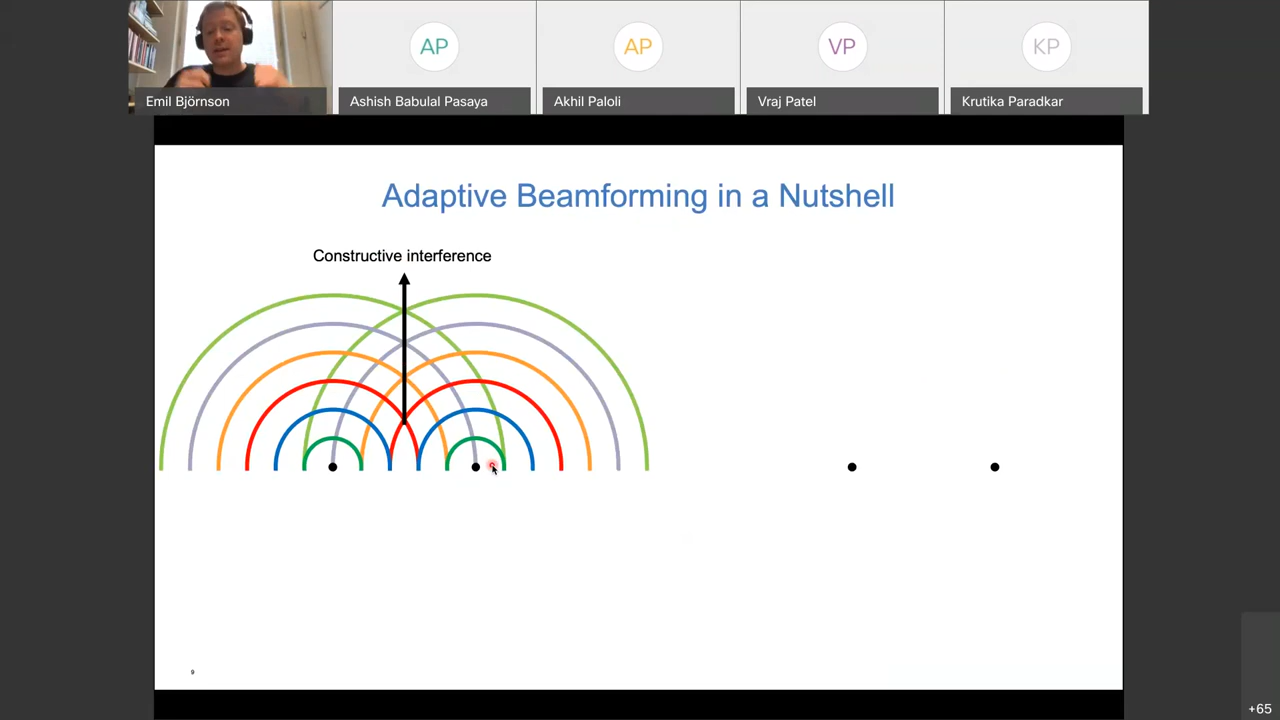 AP
AP
VP
KP
Emil Björnson
Ashish Babulal Pasaya
Akhil Paloli
Vraj Patel
Krutika Paradkar
Adaptive Beamforming in a Nutshell
Constructive interference
9
+65